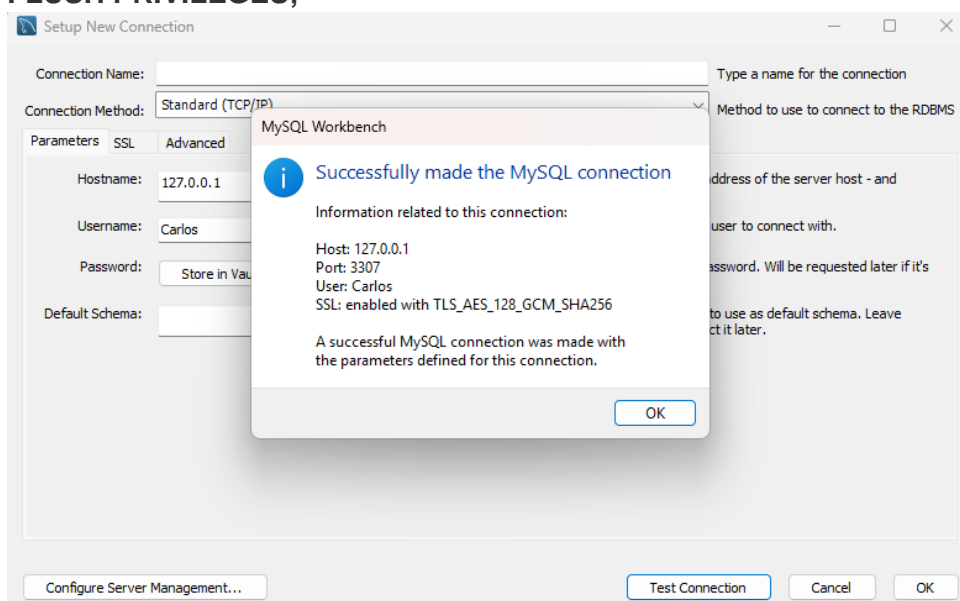 Setup New Connection
Connection Name:
Type a name for the connection
Connection Method:
Standard (TCP/IP)
Method to use to connect to the RDBMS
Parameters SSL Advanced
MySQL Workbench
Successfully made the MySQL connection
Hostname:
127.0.0.1
address of the server host - and
Information related to this connection:
Username:
Carlos
user to connect with.
Host: 127.0.0.1
Port: 3307
User: Carlos
SSL: enabled with TLS_AES_128_GCM_SHA256
Password:
Store in Vau
assword. Will be requested later if it's
Default Schema:
to use as default schema. Leave
ct it later.
A successful MySQL connection was made with
the parameters defined for this connection.
OK
Configure Server Management...
Test Connection
Cancel
OK